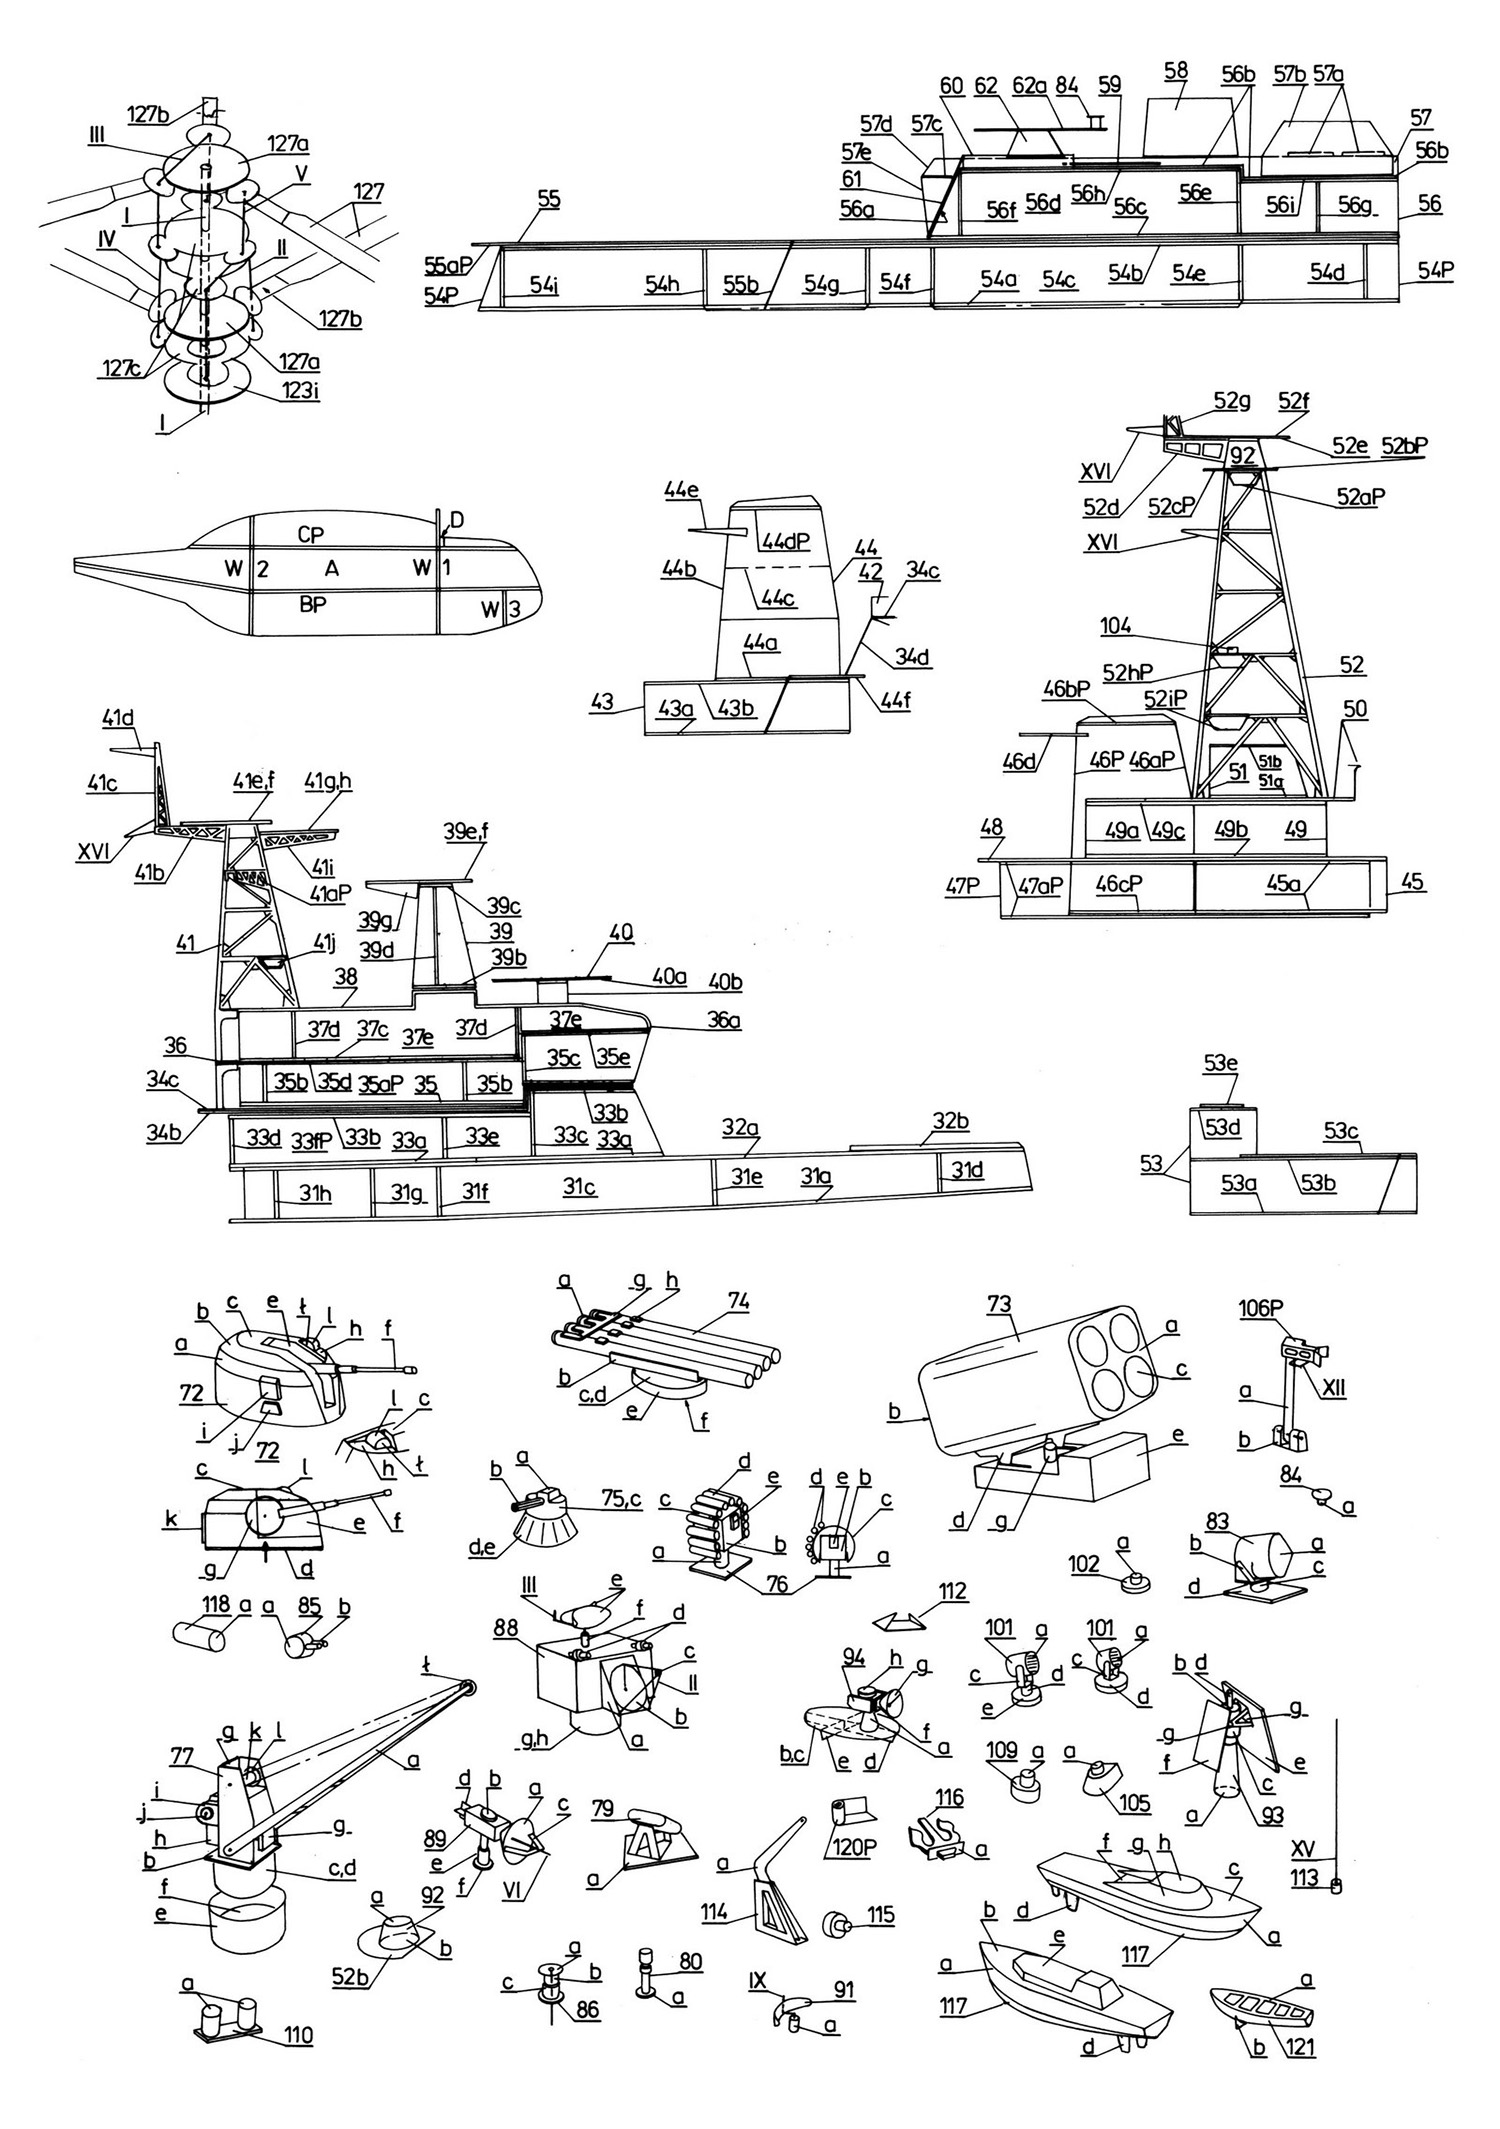 127b
III
127a
V
127
I
IV
II
127b
127c
127a
123i
I
58
56b
57b
57a
60
62
62a
84
59
57d
57c
57
57e
56b
61
56a
56f
56d
56h
56e
56i
56g
56
56c
55
55aP
54P
54i
54h
55b
54g
54f
54a
54c
54b
54e
54d
54P
52g
52f
52e
52bP
XVI
92
52d
52cP
52aP
XVI
104
52hP
52
46bP
52iP
50
46d
46P
46aP
51
51b
51a
48
49a
49c
49b
49
47P
47aP
46cP
45a
45
D
CP
W 2
A
W 1
BP
W 3
44e
44dP
44
44b
42
34c
44c
44a
34d
43
43a
43b
44f
41d
41c
41e,f
41g,h
XVI
41b
41i
41aP
39e,f
39g
39c
41
41j
39d
39
39b
40
38
40a
40b
37d
37c
37e
37d
37e
36a
36
35c
35e
34c
35b
35d
35aP
35
35b
34b
33d
33fP
33b
33a
33e
33c
33b
33a
32a
32b
31h
31g
31f
31c
31e
31a
31d
53e
53d
53c
53
53a
53b
b
c
e
ł
l
h
f
a
72
i
j
72
l
c
h
ł
c
l
k
e
f
g
d
a
g
h
74
b
c,d
e
f
73
a
c
b
d
g
e
106P
a
XII
b
84
a
b
a
75,c
d,e
d
c
e
a
b
76
d
e
b
c
a
102
a
83
b
a
c
d
118
a
a
85
b
III
e
f
d
88
c
II
b
g,h
a
112
94
h
g
f
b,c
e
d
a
101
a
c
d
e
101
a
c
d
b
d
g
g
f
e
c
a
93
ł
g
k
l
77
a
i
j
h
g
b
c,d
f
e
d
b
a
c
89
e
f
VI
79
a
a
114
120P
116
a
115
109
a
a
105
XV
113
a
92
b
52b
a
b
c
86
80
a
IX
91
a
f
g
h
c
d
a
117
b
e
a
117
d
a
b
121
a
110